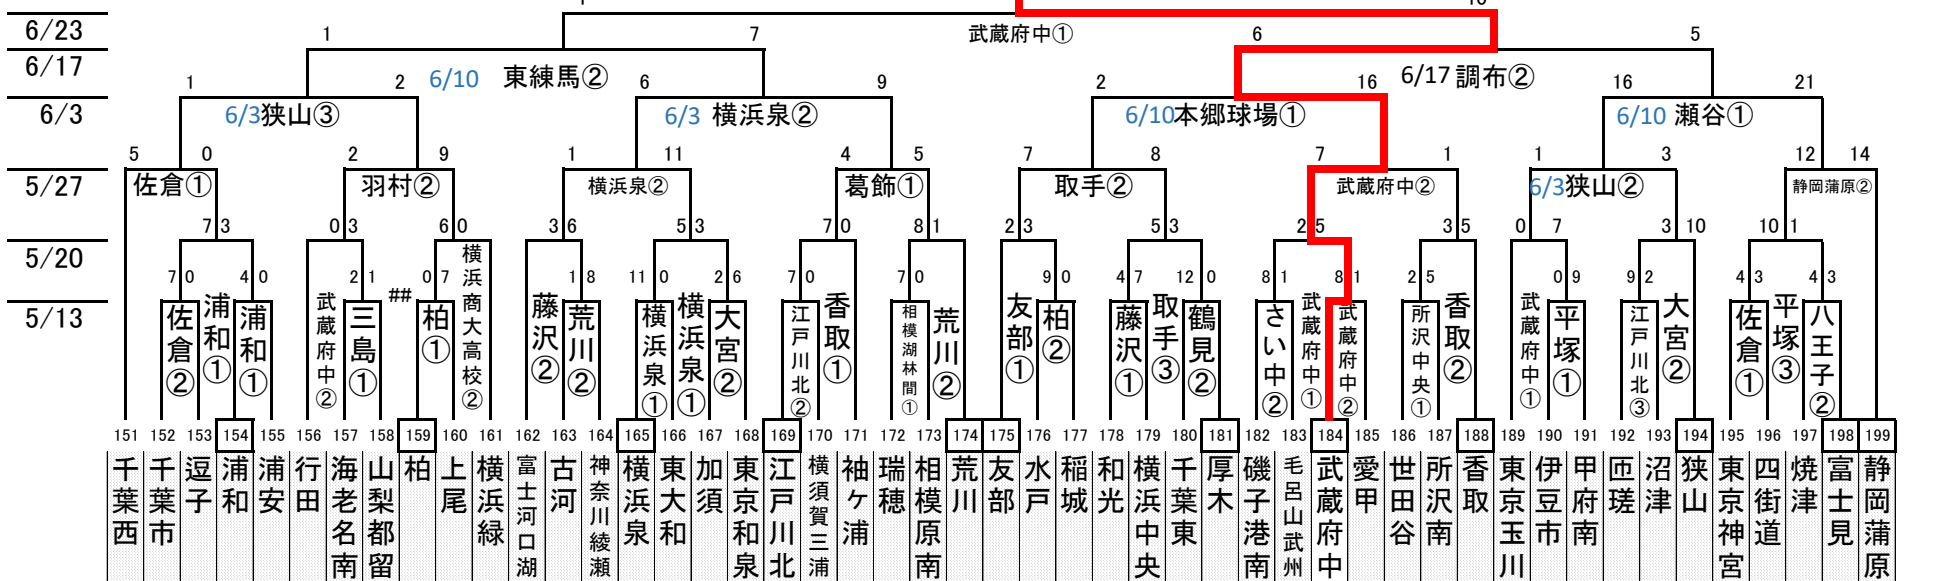 6/23
1 7 武蔵府中① 6 5
6/17
1 2 6/10 東練馬② 6 9 2 16 6/17 調布② 16 21
6/3
6/3狭山③ 6/3 横浜泉② 6/10本郷球場① 6/10 瀬谷①
5 0 2 9 1 11 4 5 7 8 7 1 1 3 12 14
5/27
佐倉① 羽村② 横浜泉② 葛飾① 取手② 武蔵府中② 6/3狭山② 静岡蒲原②
7 3 0 3 6 0 3 6 5 3 7 0 8 1 2 3 5 3 2 5 3 5 0 7 3 10 10 1
5/20
7 0 4 0 2 1 ## 0 7 1 8 11 0 2 6 7 0 7 0 9 0 4 7 12 0 8 1 8 1 2 5 0 9 9 2 4 3 4 3
5/13
佐倉② 浦和① 浦和① 武蔵府中② 三島① 柏① 横浜商大高校② 藤沢② 荒川② 横浜泉① 横浜泉① 大宮② 江戸川北② 香取① 相模湖林間① 荒川② 友部① 柏② 藤沢① 取手③ 鶴見② さい中② 武蔵府中① 武蔵府中② 所沢中央① 香取② 武蔵府中① 平塚① 江戸川北③ 大宮② 佐倉① 平塚③ 八王子②
151 152 153 154 155 156 157 158 159 160 161 162 163 164 165 166 167 168 169 170 171 172 173 174 175 176 177 178 179 180 181 182 183 184 185 186 187 188 189 190 191 192 193 194 195 196 197 198 199
千葉西 千葉市 逗子 浦和 浦安 行田 海老名南 山梨都留 柏 上尾 横浜緑 富士河口湖 古河 神奈川綾瀬 横浜泉 東大和 加須 東京和泉 江戸川北 横須賀三浦 袖ヶ浦 瑞穂 相模原南 荒川 友部 水戸 稲城 和光 横浜中央 千葉東 厚木 磯子港南 毛呂山武州 武蔵府中 愛甲 世田谷 所沢南 香取 東京玉川 伊豆市 甲府南 匝瑳 沼津 狭山 東京神宮 四街道 焼津 富士見 静岡蒲原